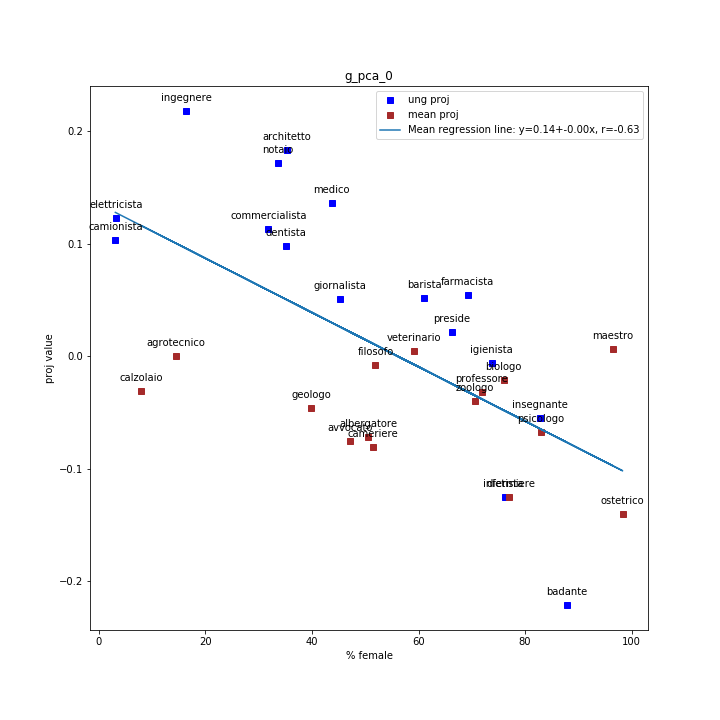 g_pca_0
ung proj
mean proj
Mean regression line: y=0.14+-0.00x, r=-0.63
ingegnere
architetto
notaio
medico
elettricista
camionista
commercialista
dentista
giornalista
barista
farmacista
preside
veterinario
maestro
agrotecnico
filosofo
igienista
biologo
calzolaio
professore
zoologo
geologo
insegnante
psicologo
albergatore
avvocato
cameriere
infermiere
ostetrico
badante
proj value
0.2
0.1
0.0
−0.1
−0.2
0
20
40
60
80
100
% female